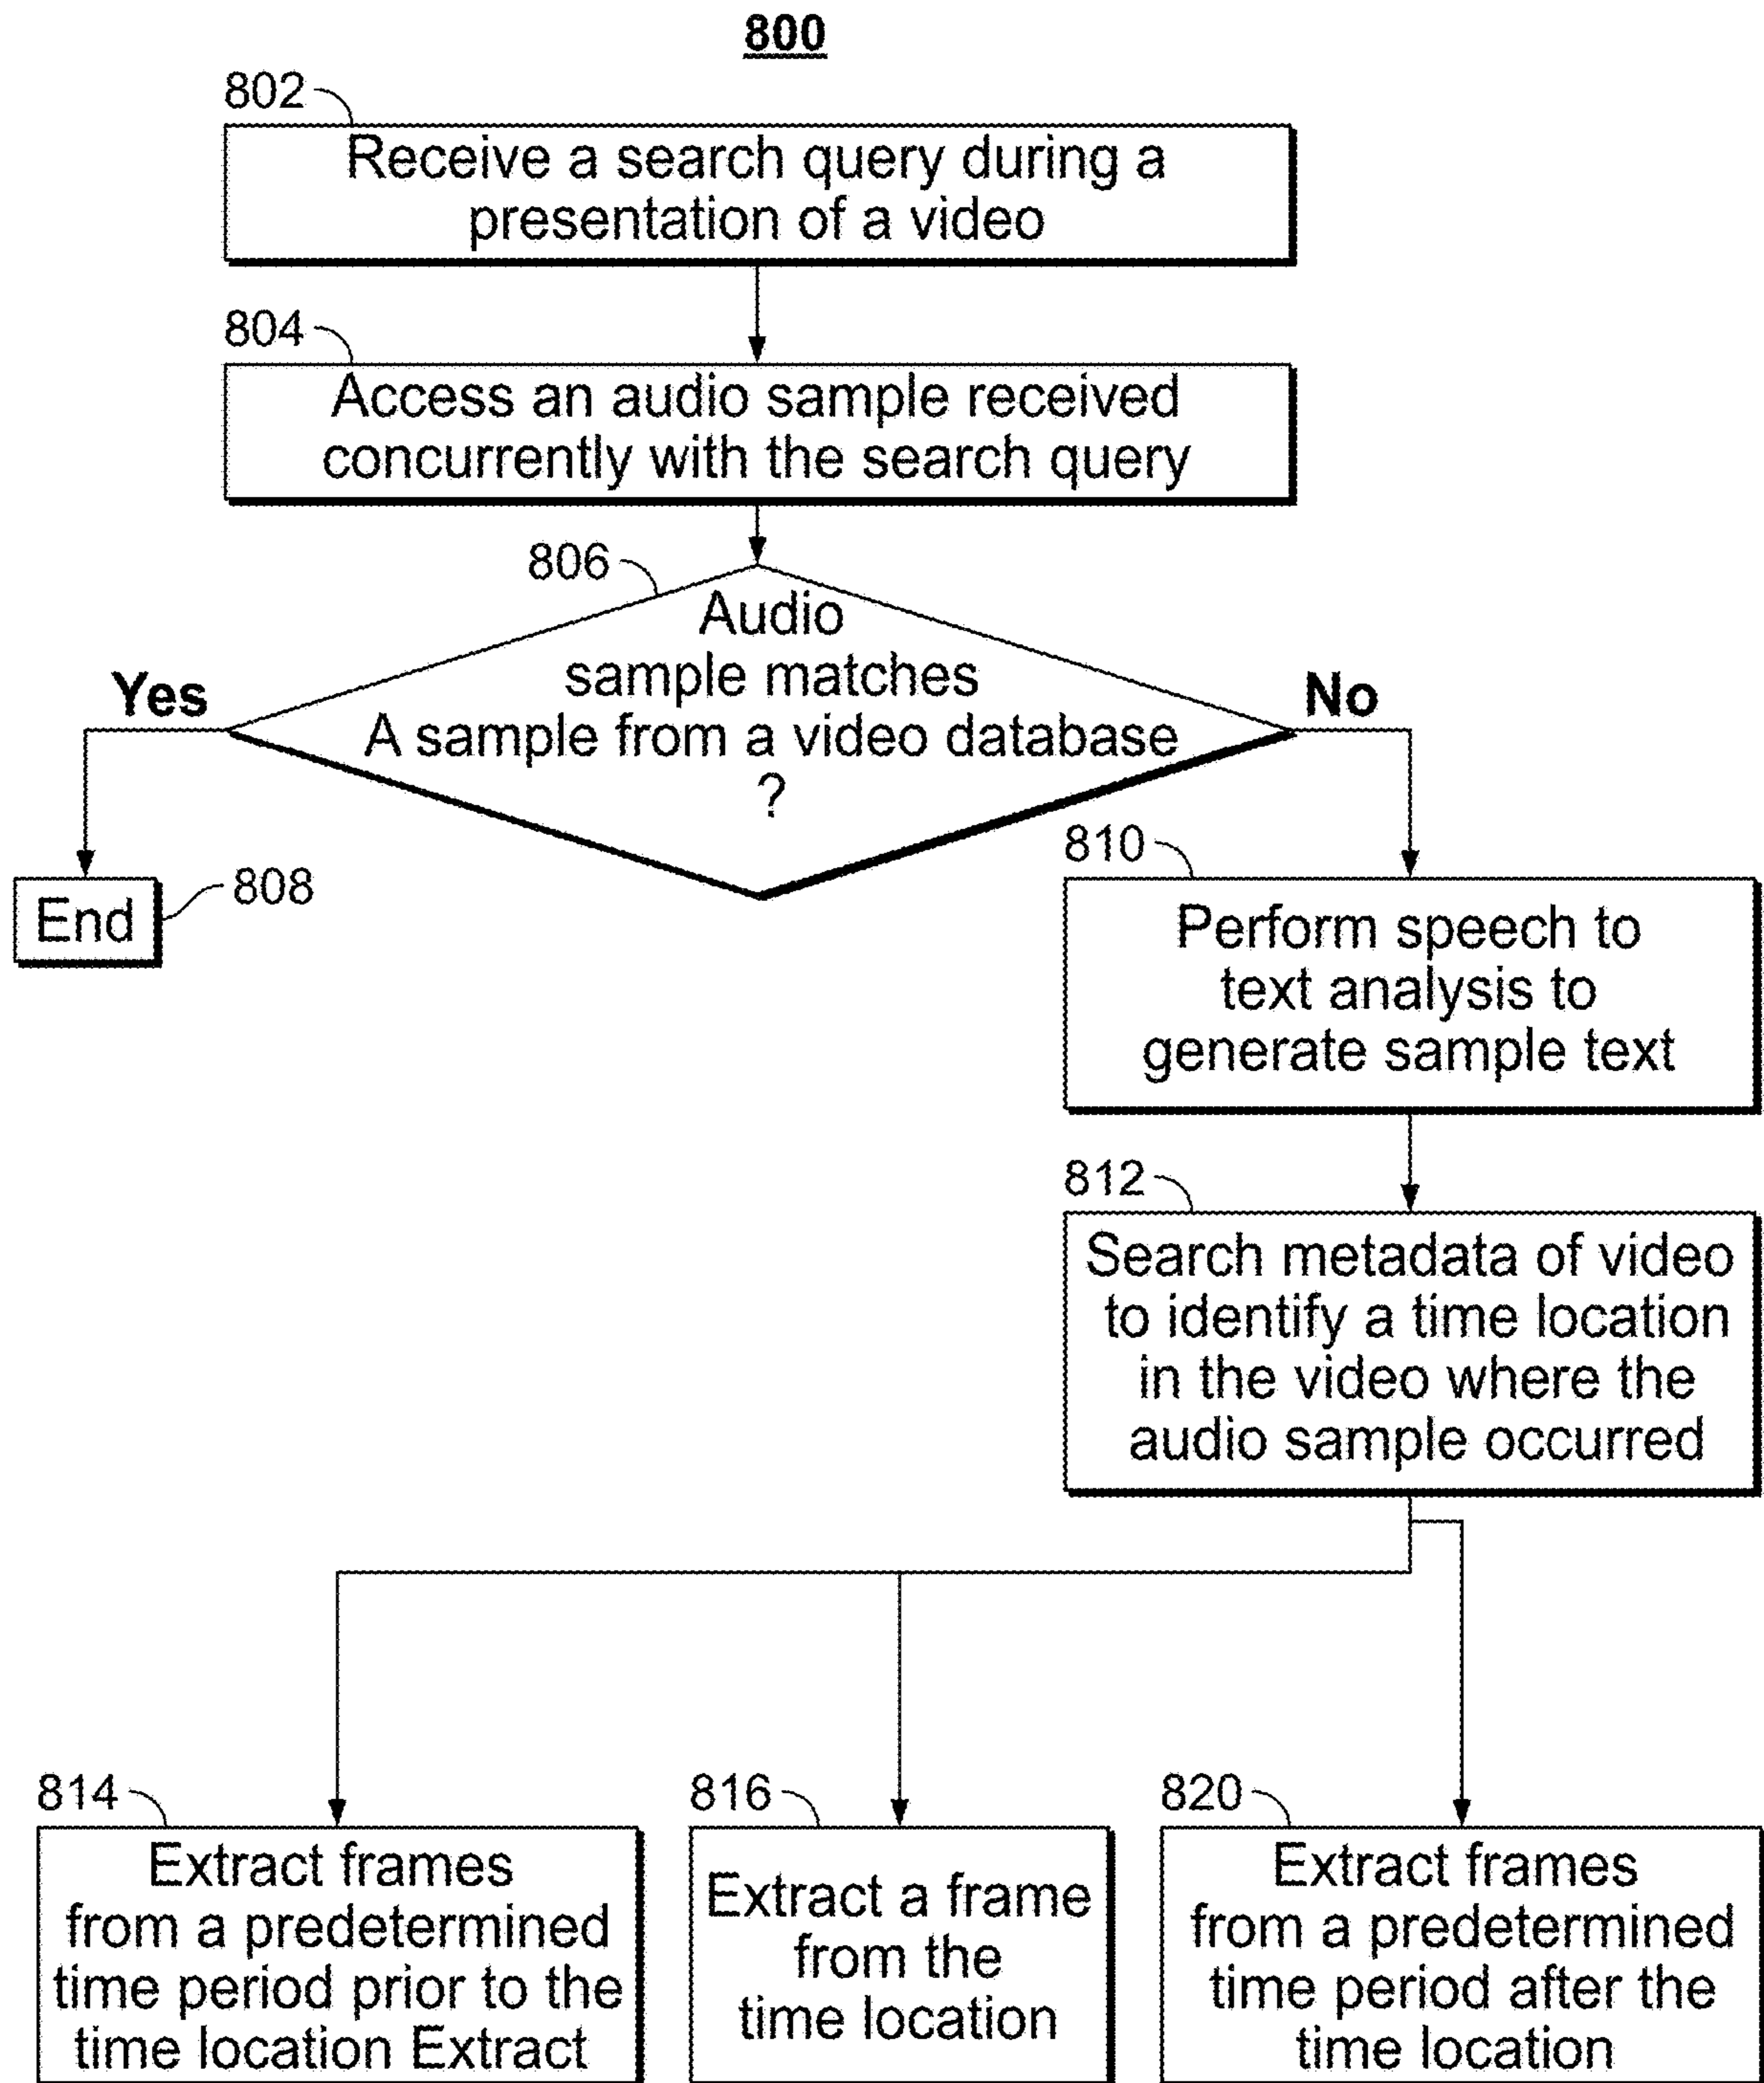 800
802
Receive a search query during a
presentation of a video
804
Access an audio sample received
concurrently with the search query
806
Audio
sample matches
A sample from a video database
?
Yes
No
End
808
810
Perform speech to
text analysis to
generate sample text
812
Search metadata of video
to identify a time location
in the video where the
audio sample occurred
814
Extract frames
from a predetermined
time period prior to the
time location Extract
816
Extract a frame
from the
time location
820
Extract frames
from a predetermined
time period after the
time location